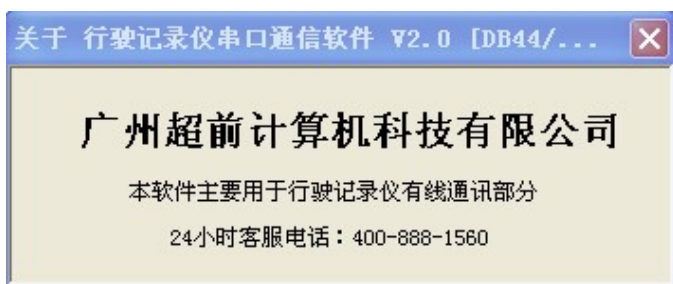 关于 行驶记录仪串口通信软件 V2.0 [DB44/...
广州超前计算机科技有限公司
本软件主要用于行驶记录仪有线通讯部分
24小时客服电话：400-888-1560